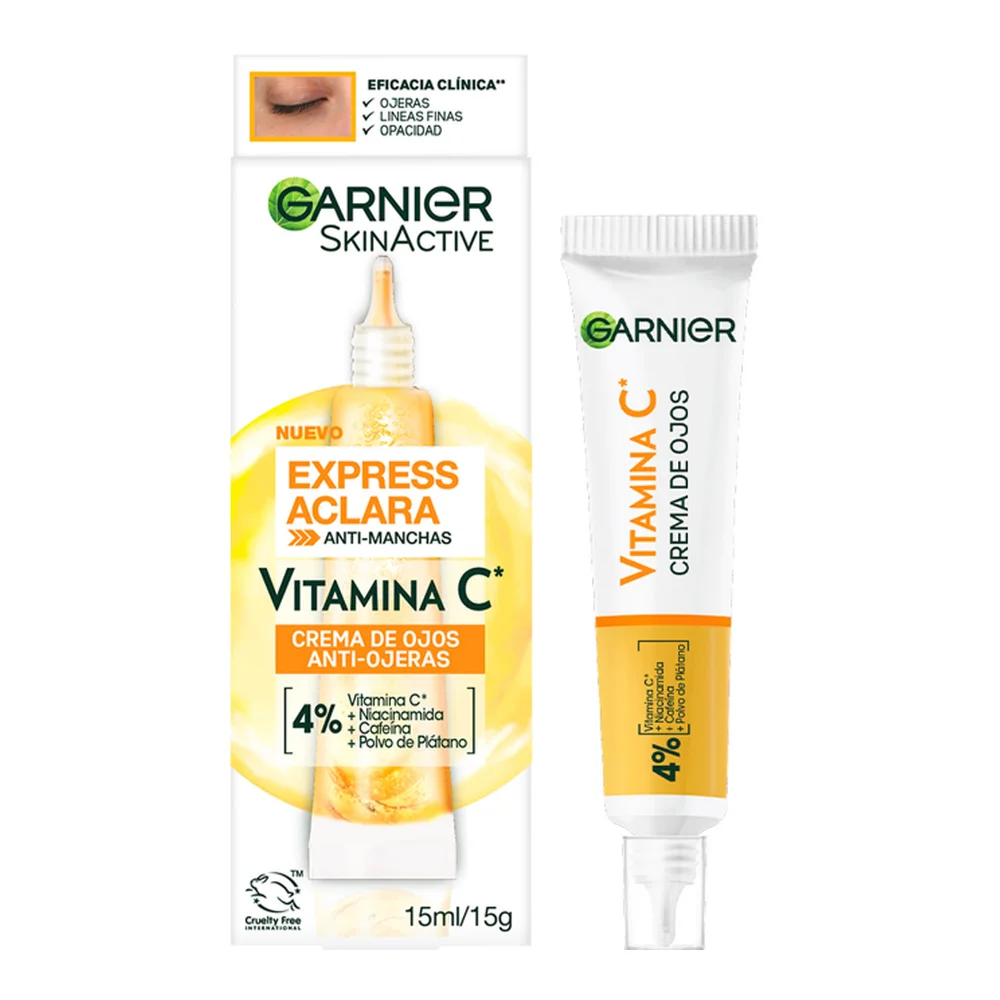 EFICACIA CLÍNICA**
✓ OJERAS
✓ LINEAS FINAS
✓ OPACIDAD
GARNIER
SKINACTIVE
NUEVO
EXPRESS
ACLARA
ANTI-MANCHAS
VITAMINA C*
CREMA DE OJOS
ANTI-OJERAS
4%
Vitamina C*
+ Niacinamida
+ Cafeína
+ Polvo de Plátano
TM
Cruelty Free
INTERNATIONAL
15ml/15g
GARNIER
VITAMINA C*
CREMA DE OJOS
4%
Vitamina C*
+ Niacinamida
+ Cafeína
+ Polvo de Plátano